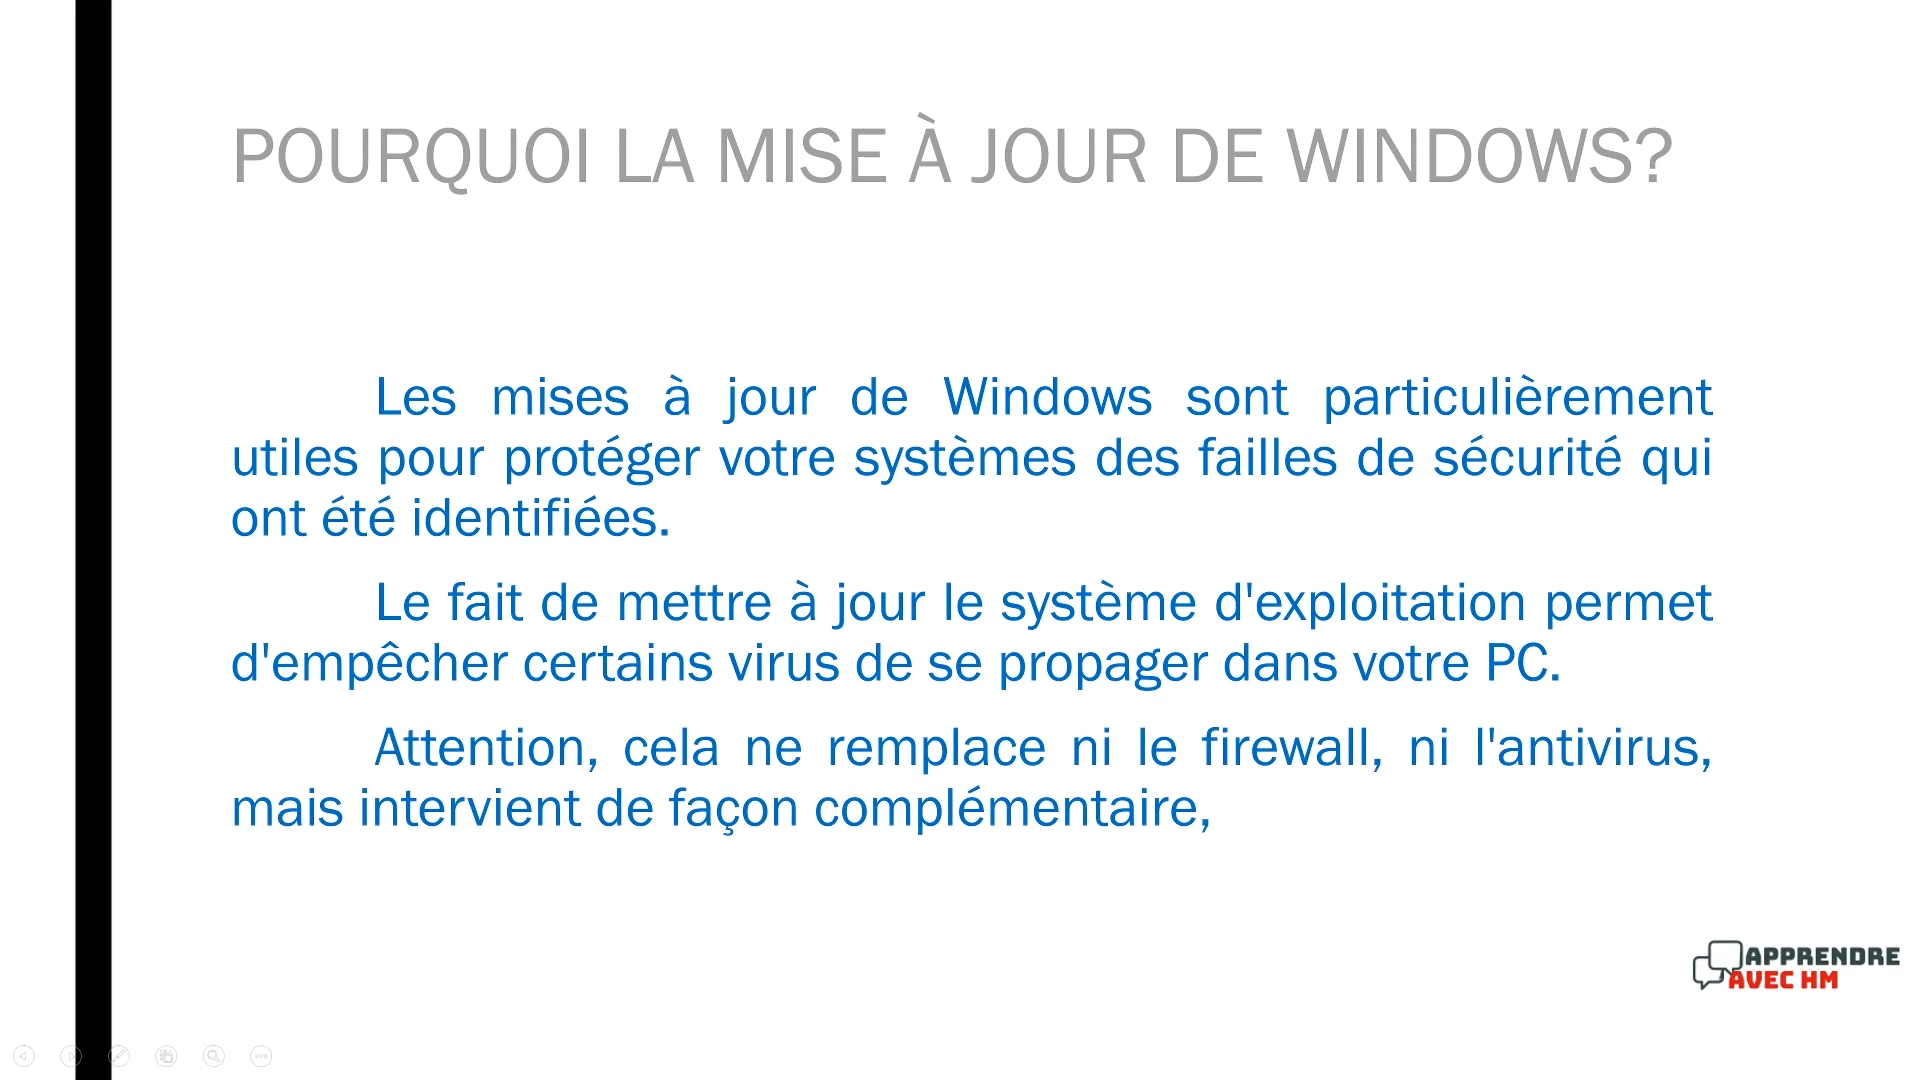 POURQUOI LA MISE À JOUR DE WINDOWS?
Les mises à jour de Windows sont particulièrement
utiles pour protéger votre systèmes des failles de sécurité qui
ont été identifiées.
Le fait de mettre à jour le système d'exploitation permet
d'empêcher certains virus de se propager dans votre PC.
Attention, cela ne remplace ni le firewall, ni l'antivirus,
mais intervient de façon complémentaire,
APPRENDRE
AVEC HM